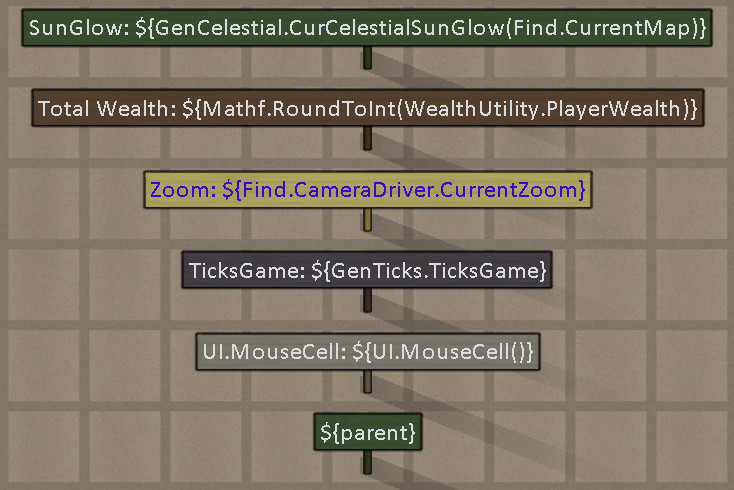 SunGlow: ${GenCelestial.CurCelestialSunGlow(Find.CurrentMap)}
Total Wealth: ${Mathf.RoundToInt(WealthUtility.PlayerWealth)}
Zoom: ${Find.CameraDriver.CurrentZoom}
TicksGame: ${GenTicks.TicksGame}
UI.MouseCell: ${UI.MouseCell()}
${parent}